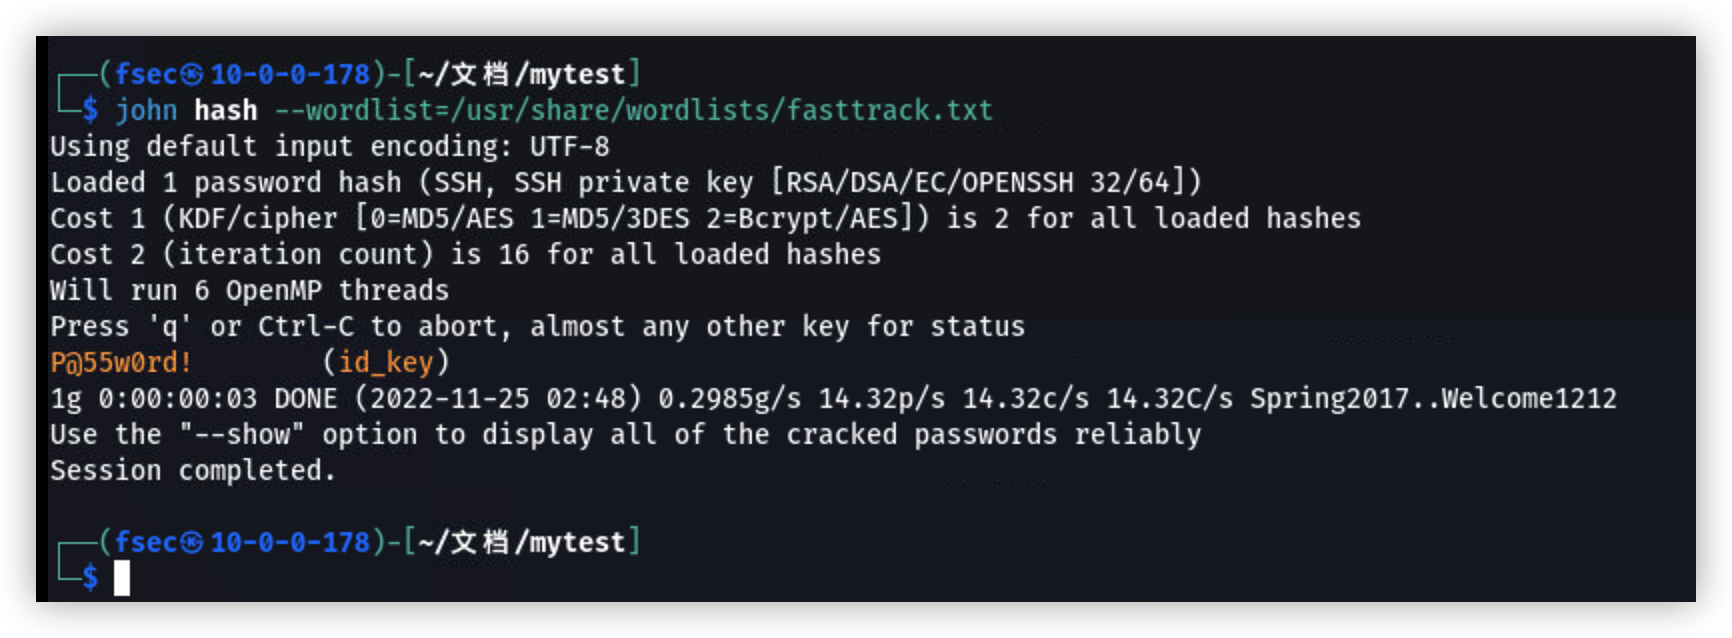 ┌──(fsec㉿10-0-0-178)-[~/文档/mytest]
└─$ john hash --wordlist=/usr/share/wordlists/fasttrack.txt
Using default input encoding: UTF-8
Loaded 1 password hash (SSH, SSH private key [RSA/DSA/EC/OPENSSH 32/64])
Cost 1 (KDF/cipher [0=MD5/AES 1=MD5/3DES 2=Bcrypt/AES]) is 2 for all loaded hashes
Cost 2 (iteration count) is 16 for all loaded hashes
Will run 6 OpenMP threads
Press 'q' or Ctrl-C to abort, almost any other key for status
P@55w0rd!        (id_key)
1g 0:00:00:03 DONE (2022-11-25 02:48) 0.2985g/s 14.32p/s 14.32c/s 14.32C/s Spring2017..Welcome1212
Use the "--show" option to display all of the cracked passwords reliably
Session completed.
┌──(fsec㉿10-0-0-178)-[~/文档/mytest]
└─$